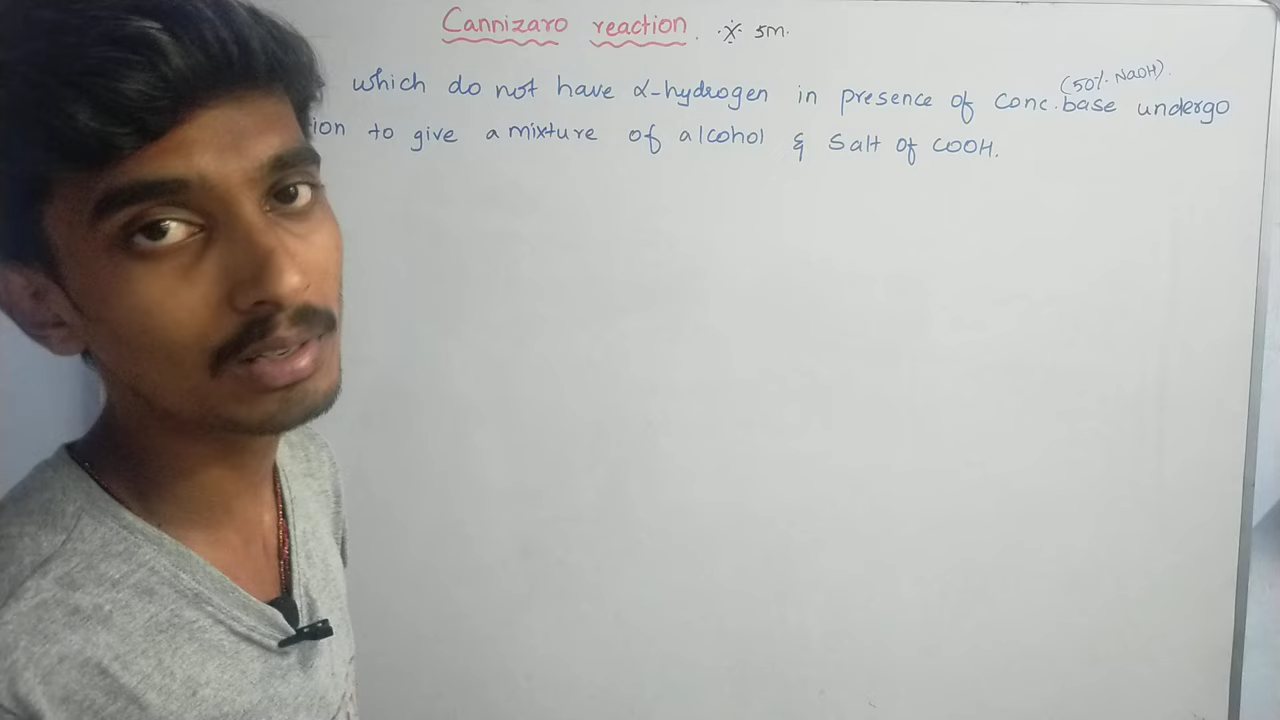 Cannizaro reaction. ※ 5m.
(50% NaOH).
which do not have α-hydrogen in presence of conc. base undergo
ion to give a mixture of alcohol & Salt of COOH.